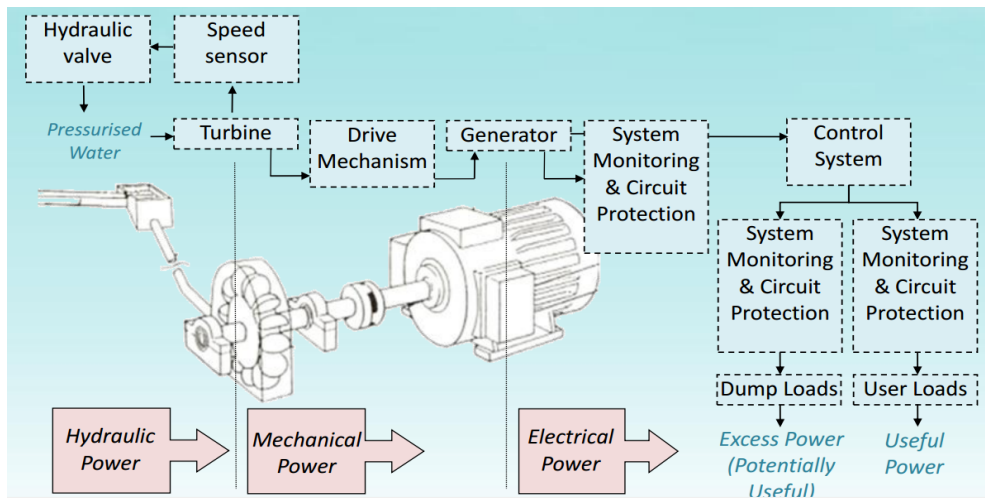 Hydraulic
valve
Speed
sensor
Pressurised
Water
Turbine
Drive
Mechanism
Generator
System
Monitoring
& Circuit
Protection
Control
System
System
Monitoring
& Circuit
Protection
System
Monitoring
& Circuit
Protection
Dump Loads
User Loads
Hydraulic
Power
Mechanical
Power
Electrical
Power
Excess Power
(Potentially
Useful)
Useful
Power